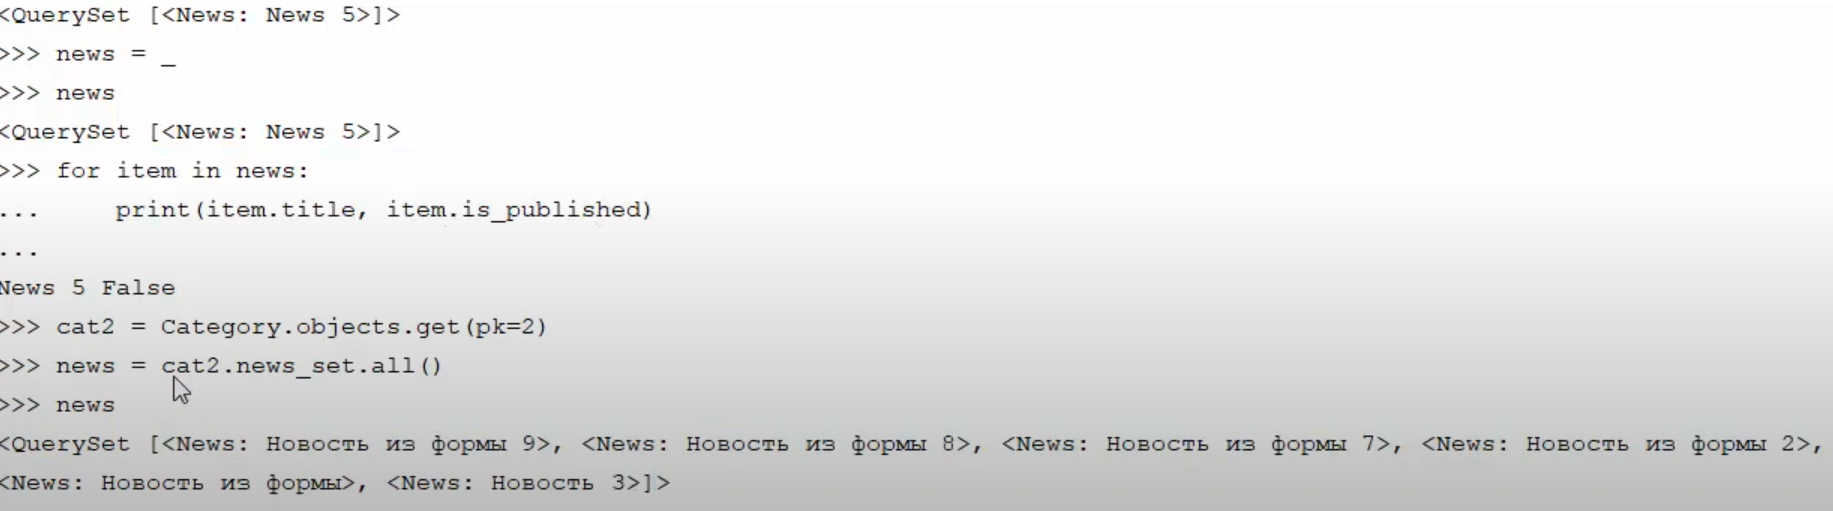 <QuerySet [<News: News 5>]>
>>> news = _
>>> news
<QuerySet [<News: News 5>]>
>>> for item in news:
...     print(item.title, item.is_published)
...
News 5 False
>>> cat2 = Category.objects.get(pk=2)
>>> news = cat2.news_set.all()
>>> news
<QuerySet [<News: Новость из формы 9>, <News: Новость из формы 8>, <News: Новость из формы 7>, <News: Новость из формы 2>,
<News: Новость из формы>, <News: Новость 3>]>